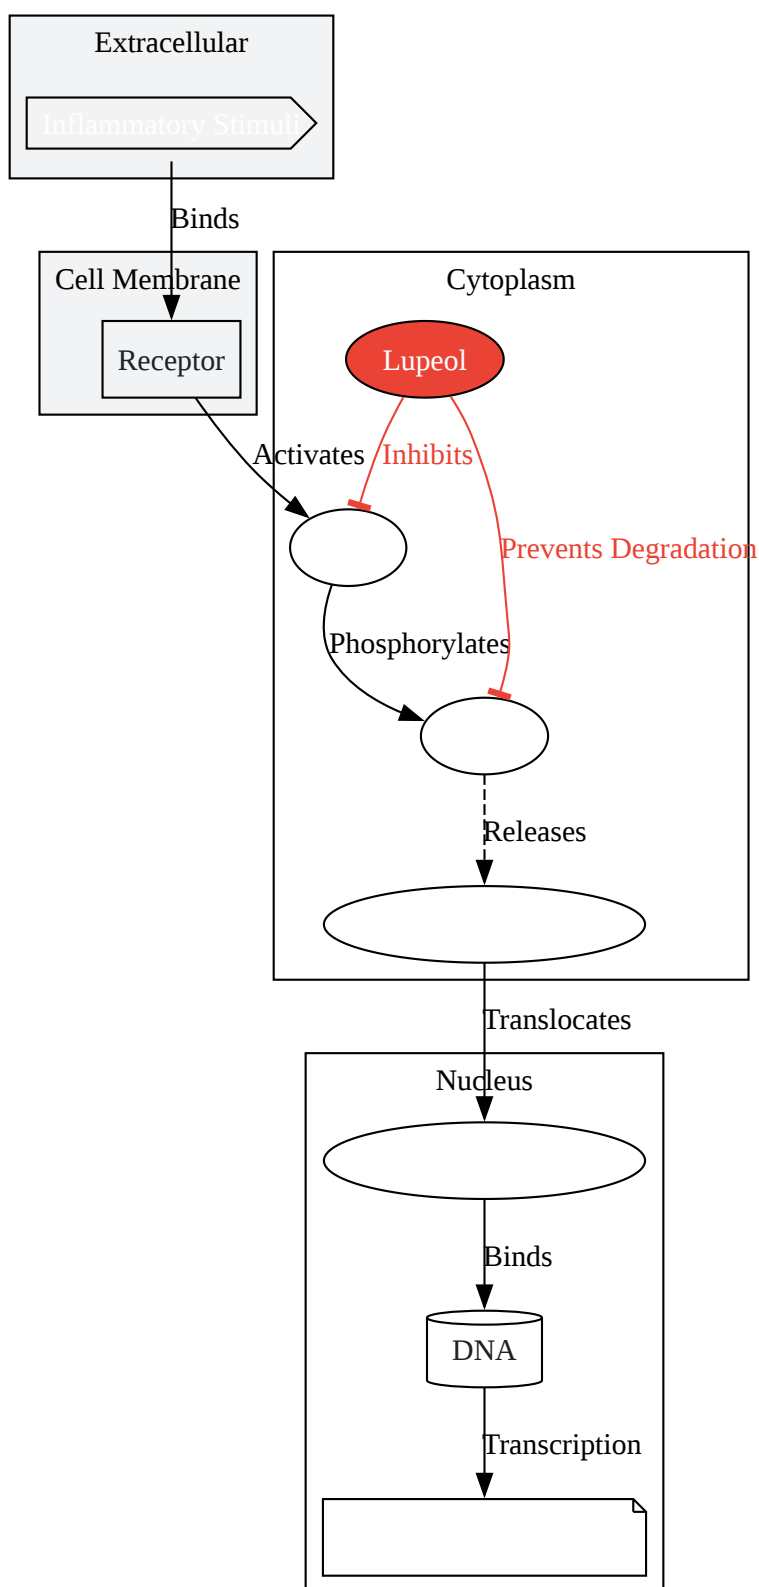 Extracellular
Inflammatory Stimuli
Binds
Cell Membrane
Receptor
Cytoplasm
Lupeol
Activates
Inhibits
Prevents Degradation
Phosphorylates
Releases
Translocates
Nucleus
Binds
DNA
Transcription